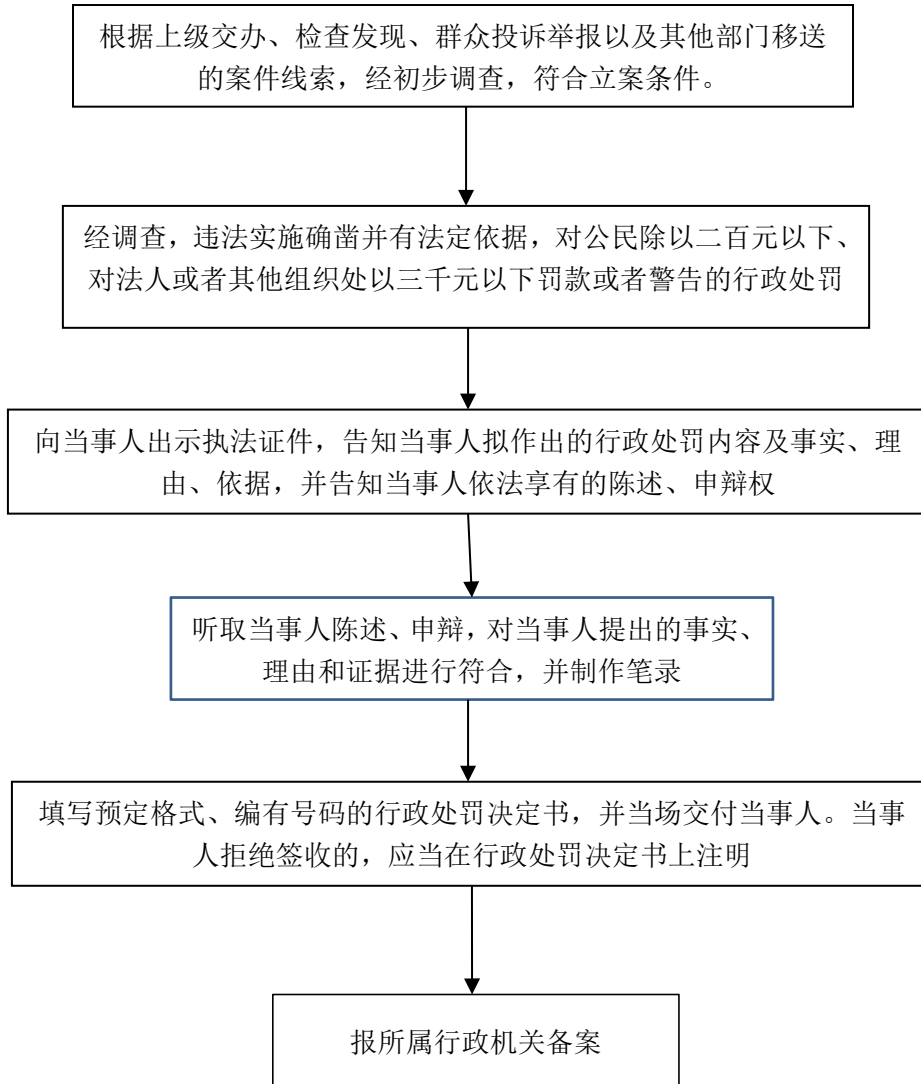 根据上级交办、检查发现、群众投诉举报以及其他部门移送
的案件线索，经初步调查，符合立案条件。
经调查，违法实施确凿并有法定依据，对公民除以二百元以下、
对法人或者其他组织处以三千元以下罚款或者警告的行政处罚
向当事人出示执法证件，告知当事人拟作出的行政处罚内容及事实、理
由、依据，并告知当事人依法享有的陈述、申辩权
听取当事人陈述、申辩，对当事人提出的事实、
理由和证据进行符合，并制作笔录
填写预定格式、编有号码的行政处罚决定书，并当场交付当事人。当事
人拒绝签收的，应当在行政处罚决定书上注明
报所属行政机关备案